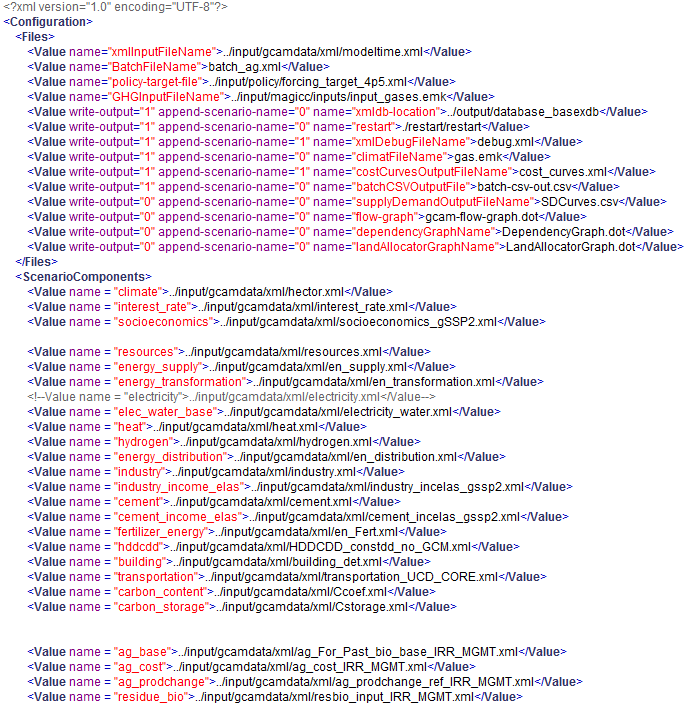 <?xml version="1.0" encoding="UTF-8"?>
<Configuration>
<Files>
<Value name="xmlInputFileName">../input/gcamdata/xml/modeltime.xml</Value>
<Value name="BatchFileName">batch_ag.xml</Value>
<Value name="policy-target-file">../input/policy/forcing_target_4p5.xml</Value>
<Value name="GHGInputFileName">../input/magicc/inputs/input_gases.emk</Value>
<Value write-output="1" append-scenario-name="0" name="xmldb-location">../output/database_basexdb</Value>
<Value write-output="1" append-scenario-name="0" name="restart">./restart/restart</Value>
<Value write-output="1" append-scenario-name="1" name="xmlDebugFileName">debug.xml</Value>
<Value write-output="1" append-scenario-name="0" name="climatFileName">gas.emk</Value>
<Value write-output="1" append-scenario-name="1" name="costCurvesOutputFileName">cost_curves.xml</Value>
<Value write-output="1" append-scenario-name="0" name="batchCSVOutputFile">batch-csv-out.csv</Value>
<Value write-output="0" append-scenario-name="0" name="supplyDemandOutputFileName">SDCurves.csv</Value>
<Value write-output="0" append-scenario-name="0" name="flow-graph">gcam-flow-graph.dot</Value>
<Value write-output="0" append-scenario-name="0" name="dependencyGraphName">DependencyGraph.dot</Value>
<Value write-output="0" append-scenario-name="0" name="landAllocatorGraphName">LandAllocatorGraph.dot</Value>
</Files>
<ScenarioComponents>
<Value name = "climate">../input/gcamdata/xml/hector.xml</Value>
<Value name = "interest_rate">../input/gcamdata/xml/interest_rate.xml</Value>
<Value name = "socioeconomics">../input/gcamdata/xml/socioeconomics_gSSP2.xml</Value>
<Value name = "resources">../input/gcamdata/xml/resources.xml</Value>
<Value name = "energy_supply">../input/gcamdata/xml/en_supply.xml</Value>
<Value name = "energy_transformation">../input/gcamdata/xml/en_transformation.xml</Value>
<!--Value name = "electricity">../input/gcamdata/xml/electricity.xml</Value-->
<Value name = "elec_water_base">../input/gcamdata/xml/electricity_water.xml</Value>
<Value name = "heat">../input/gcamdata/xml/heat.xml</Value>
<Value name = "hydrogen">../input/gcamdata/xml/hydrogen.xml</Value>
<Value name = "energy_distribution">../input/gcamdata/xml/en_distribution.xml</Value>
<Value name = "industry">../input/gcamdata/xml/industry.xml</Value>
<Value name = "industry_income_elas">../input/gcamdata/xml/industry_incelas_gssp2.xml</Value>
<Value name = "cement">../input/gcamdata/xml/cement.xml</Value>
<Value name = "cement_income_elas">../input/gcamdata/xml/cement_incelas_gssp2.xml</Value>
<Value name = "fertilizer_energy">../input/gcamdata/xml/en_Fert.xml</Value>
<Value name = "hddcdd">../input/gcamdata/xml/HDDCDD_constdd_no_GCM.xml</Value>
<Value name = "building">../input/gcamdata/xml/building_det.xml</Value>
<Value name = "transportation">../input/gcamdata/xml/transportation_UCD_CORE.xml</Value>
<Value name = "carbon_content">../input/gcamdata/xml/Ccoef.xml</Value>
<Value name = "carbon_storage">../input/gcamdata/xml/Cstorage.xml</Value>
<Value name = "ag_base">../input/gcamdata/xml/ag_For_Past_bio_base_IRR_MGMT.xml</Value>
<Value name = "ag_cost">../input/gcamdata/xml/ag_cost_IRR_MGMT.xml</Value>
<Value name = "ag_prodchange">../input/gcamdata/xml/ag_prodchange_ref_IRR_MGMT.xml</Value>
<Value name = "residue_bio">../input/gcamdata/xml/resbio_input_IRR_MGMT.xml</Value>